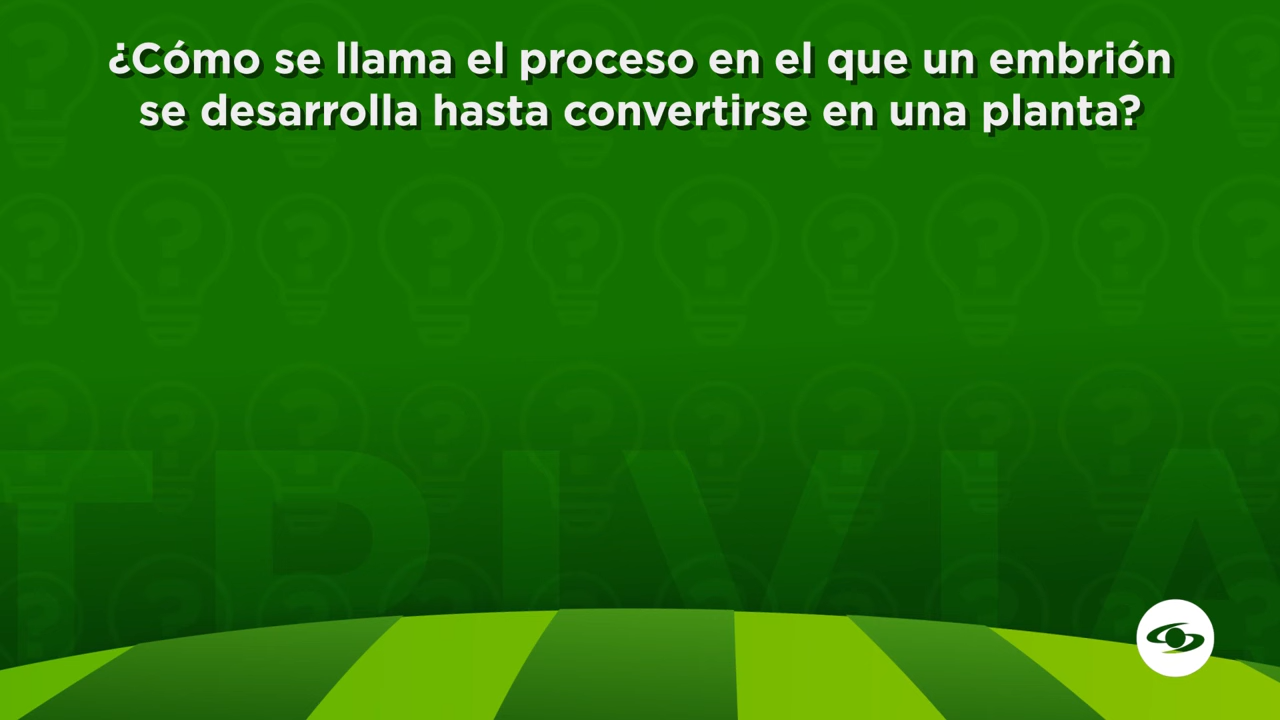 ¿Cómo se llama el proceso en el que un embrión
se desarrolla hasta convertirse en una planta?
TRIVIA